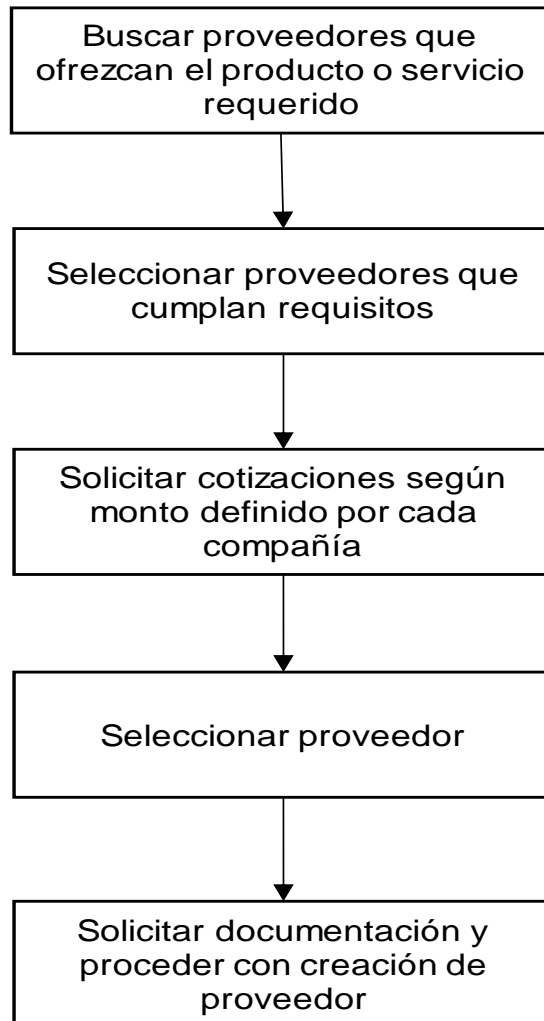 Buscar proveedores que
ofrezcan el producto o servicio
requerido
Seleccionar proveedores que
cumplan requisitos
Solicitar cotizaciones según
monto definido por cada
compañía
Seleccionar proveedor
Solicitar documentación y
proceder con creación de
proveedor